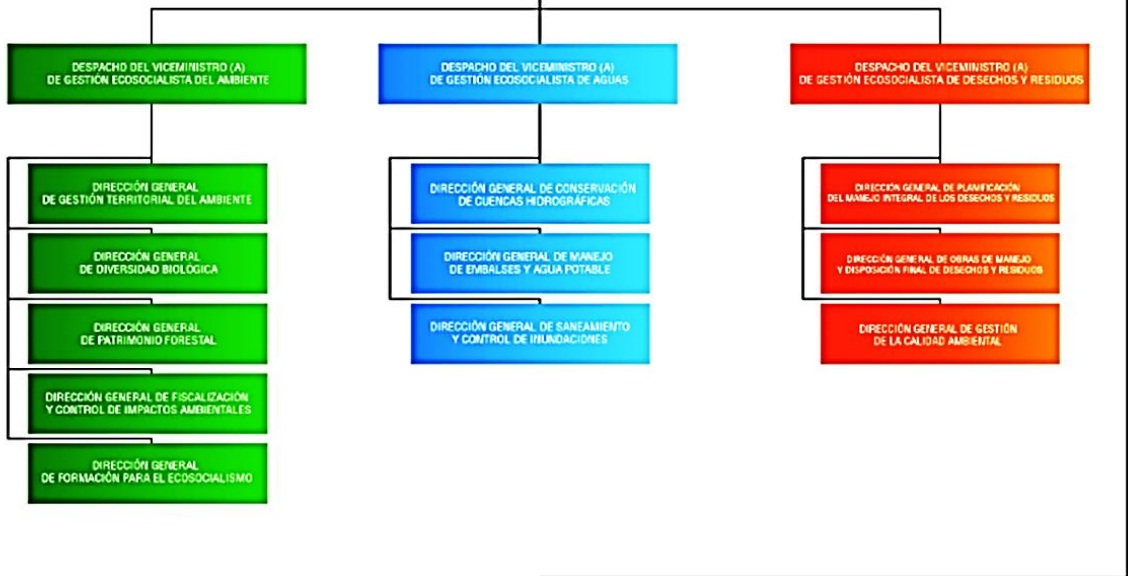 DESPACHO DEL VICEMINISTRO (A)
DE GESTIÓN ECOSOCIALISTA DEL AMBIENTE
DIRECCIÓN GENERAL
DE GESTIÓN TERRITORIAL DEL AMBIENTE
DIRECCIÓN GENERAL
DE DIVERSIDAD BIOLÓGICA
DIRECCIÓN GENERAL
DE PATRIMONIO FORESTAL
DIRECCIÓN GENERAL DE FISCALIZACIÓN
Y CONTROL DE IMPACTOS AMBIENTALES
DIRECCIÓN GENERAL
DE FORMACIÓN PARA EL ECOSOCIALISMO
DESPACHO DEL VICEMINISTRO (A)
DE GESTIÓN ECOSOCIALISTA DE AGUAS
DIRECCIÓN GENERAL DE CONSERVACIÓN
DE CUENCAS HIDROGRÁFICAS
DIRECCIÓN GENERAL DE MANEJO
DE EMBALSES Y AGUA POTABLE
DIRECCIÓN GENERAL DE SANEAMIENTO
Y CONTROL DE INUNDACIONES
DESPACHO DEL VICEMINISTRO (A)
DE GESTIÓN ECOSOCIALISTA DE DESECHOS Y RESIDUOS
DIRECCIÓN GENERAL DE PLANIFICACIÓN
DEL MANEJO INTEGRAL DE LOS DESECHOS Y RESIDUOS
DIRECCIÓN GENERAL DE OBRAS DE MANEJO
Y DISPOSICIÓN FINAL DE DESECHOS Y RESIDUOS
DIRECCIÓN GENERAL DE GESTIÓN
DE LA CALIDAD AMBIENTAL